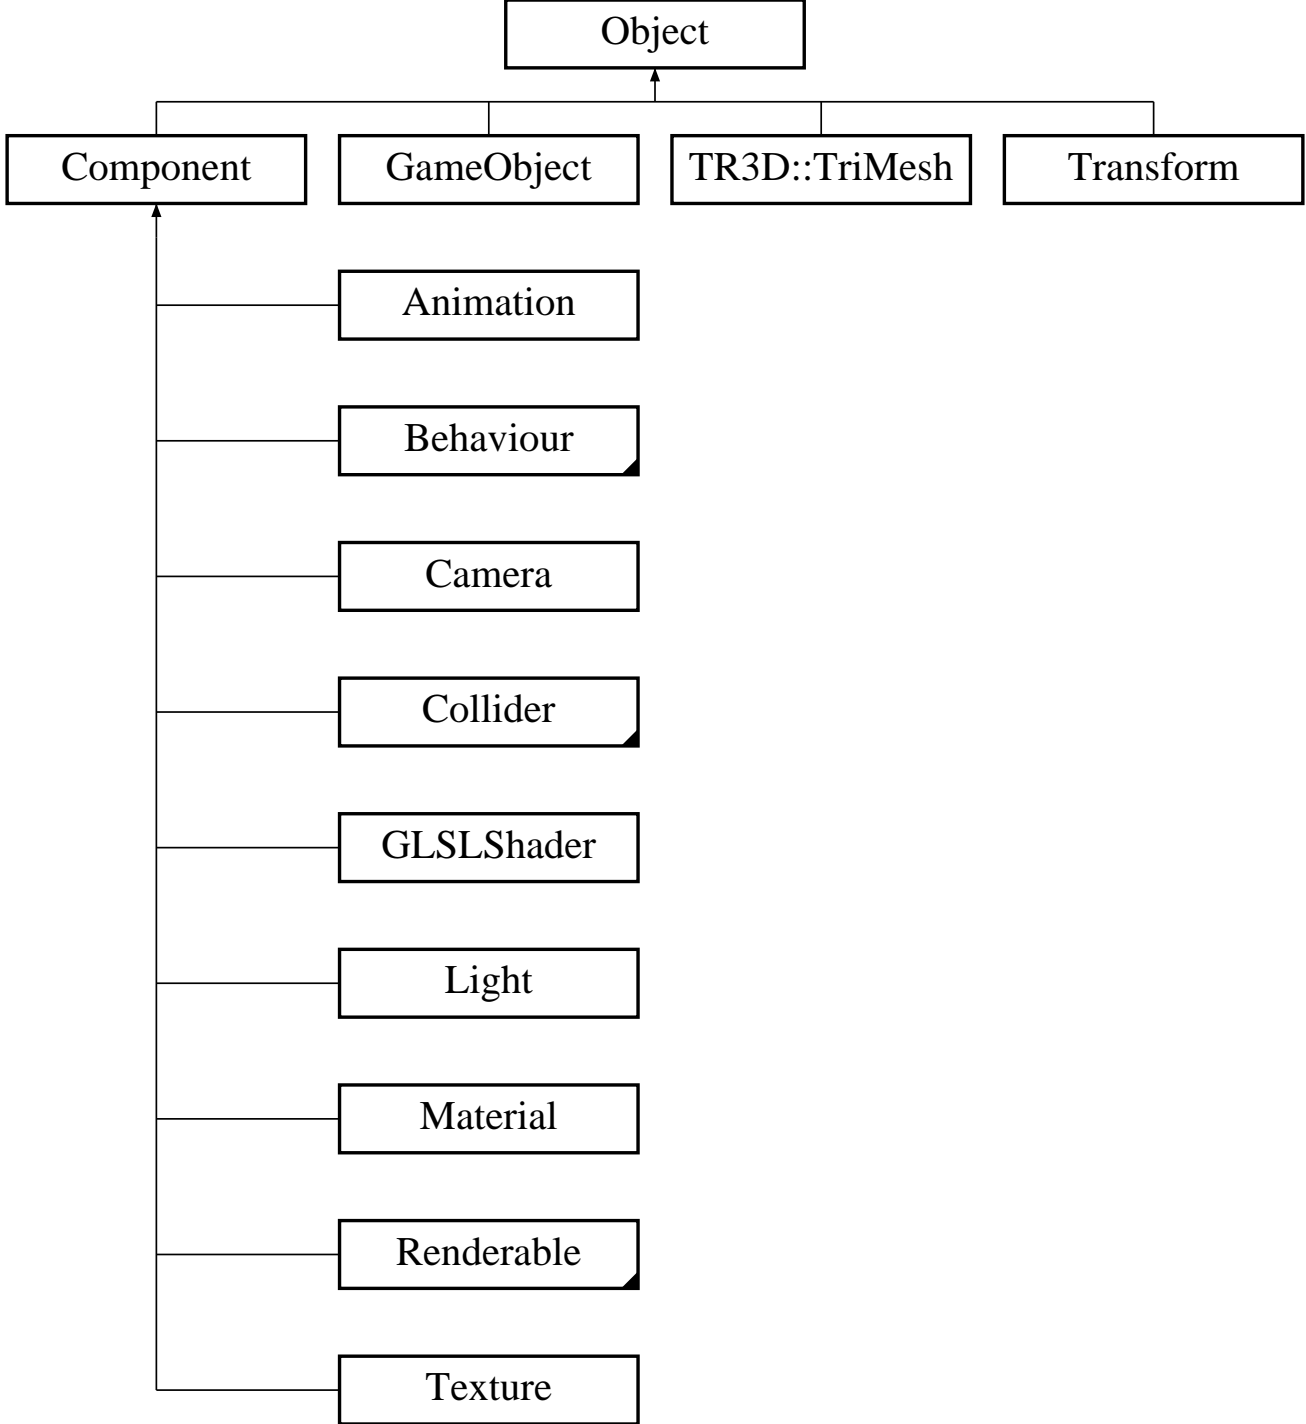 Object
Component GameObject TR3D::TriMesh Transform
Animation
Behaviour
Camera
Collider
GLSLShader
Light
Material
Renderable
Texture